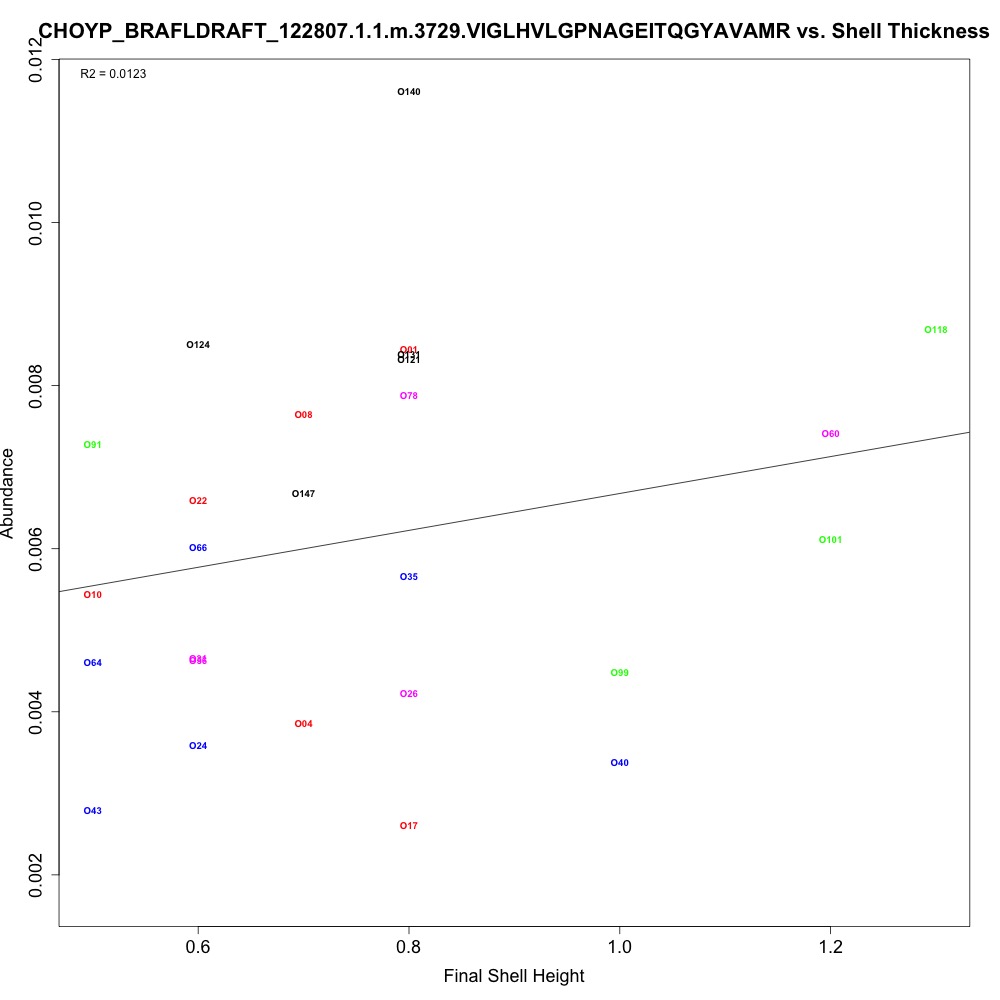 CHOYP_BRAFLDRAFT_122807.1.1.m.3729.VIGLHVLGPNAGEITQGYAVAMR vs. Shell Thickness
R2 = 0.0123
0.012
0.010
0.008
0.006
0.004
0.002
Abundance
O140
O118
O124
O01
O131
O121
O78
O60
O08
O91
O147
O22
O101
O66
O35
O10
O64
O99
O26
O04
O24
O40
O43
O17
0.6 0.8 1.0 1.2
Final Shell Height